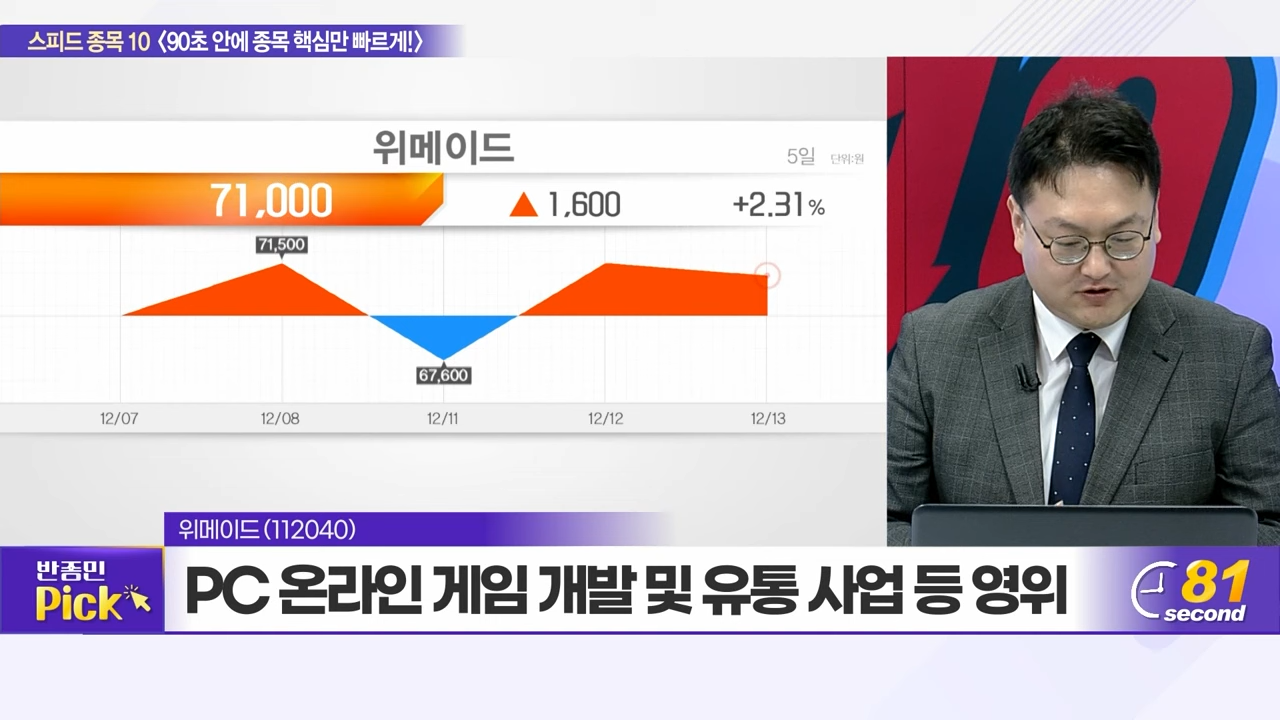 스피드 종목 10 〈90초 안에 종목 핵심만 빠르게!〉
위메이드
5일 단위:원
71,000 ▲ 1,600 +2.31%
71,500
67,600
12/07 12/08 12/11 12/12 12/13
위메이드(112040)
반종민
Pick
PC 온라인 게임 개발 및 유통 사업 등 영위
81
second